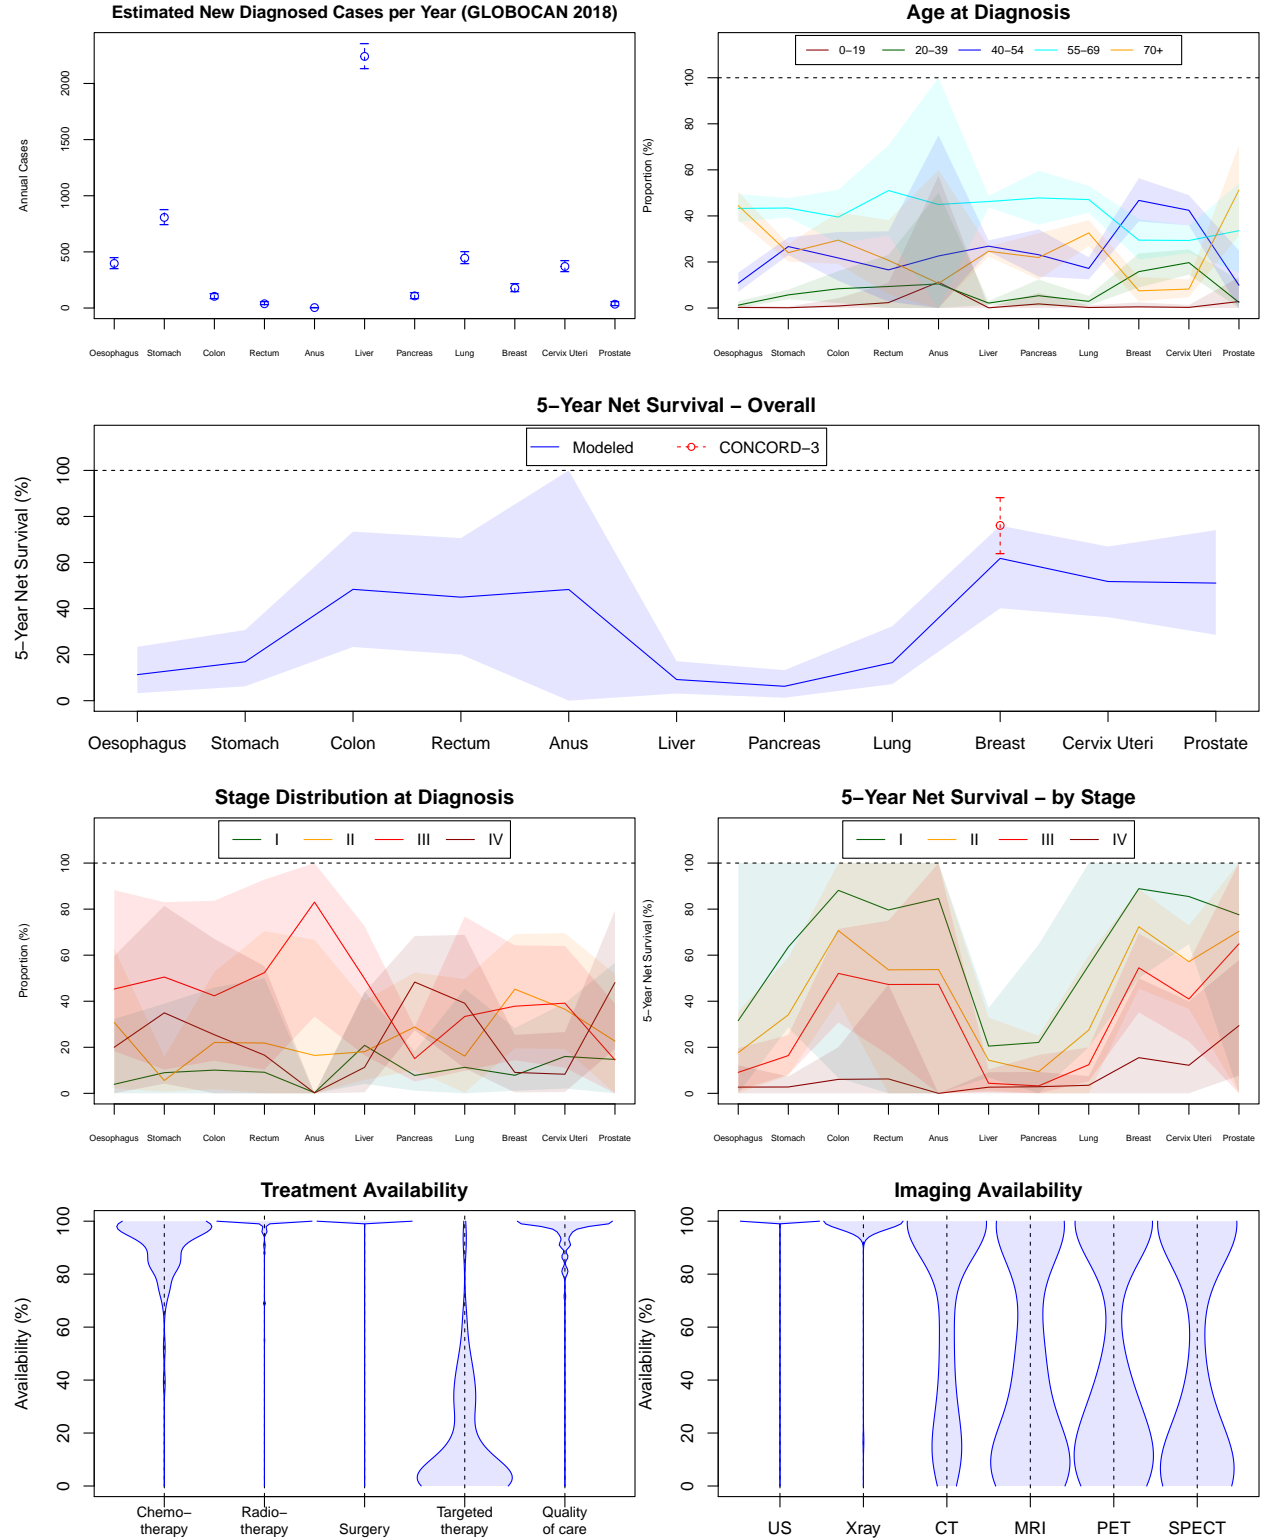 Estimated New Diagnosed Cases per Year (GLOBOCAN 2018)
Annual Cases
0
500
1000
1500
2000
Oesophagus Stomach Colon Rectum Anus Liver Pancreas Lung Breast Cervix Uteri Prostate
Age at Diagnosis
0−19 20−39 40−54 55−69 70+
Proportion (%)
0
20
40
60
80
100
Oesophagus Stomach Colon Rectum Anus Liver Pancreas Lung Breast Cervix Uteri Prostate
5−Year Net Survival − Overall
Modeled CONCORD−3
5−Year Net Survival (%)
0
20
40
60
80
100
Oesophagus Stomach Colon Rectum Anus Liver Pancreas Lung Breast Cervix Uteri Prostate
Stage Distribution at Diagnosis
I II III IV
Proportion (%)
0
20
40
60
80
100
Oesophagus Stomach Colon Rectum Anus Liver Pancreas Lung Breast Cervix Uteri Prostate
5−Year Net Survival − by Stage
I II III IV
5−Year Net Survival (%)
0
20
40
60
80
100
Oesophagus Stomach Colon Rectum Anus Liver Pancreas Lung Breast Cervix Uteri Prostate
Treatment Availability
Availability (%)
0
20
40
60
80
100
Chemo−
therapy
Radio−
therapy
Surgery
Targeted
therapy
Quality
of care
Imaging Availability
Availability (%)
0
20
40
60
80
100
US Xray CT MRI PET SPECT